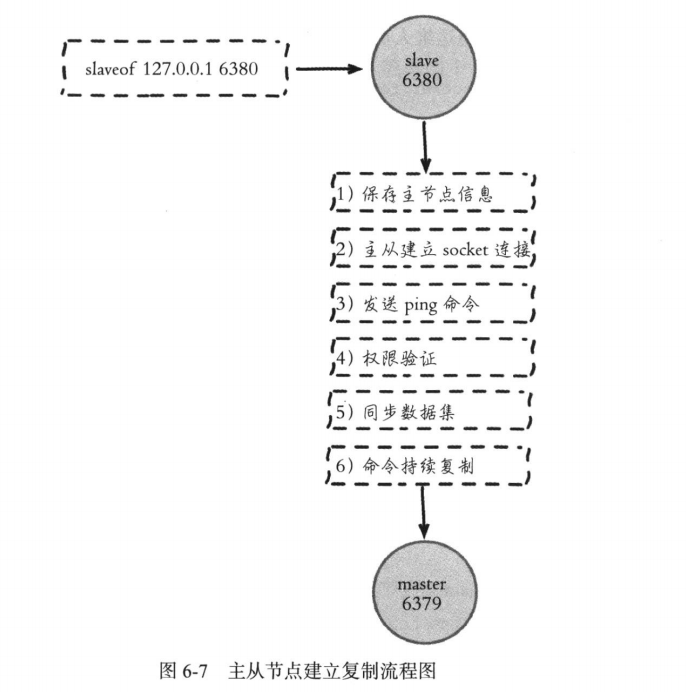 slaveof 127.0.0.1 6380
slave
6380
1) 保存主节点信息
2) 主从建立 socket 连接
3) 发送 ping 命令
4) 权限验证
5) 同步数据集
6) 命令持续复制
master
6379
图 6-7 主从节点建立复制流程图